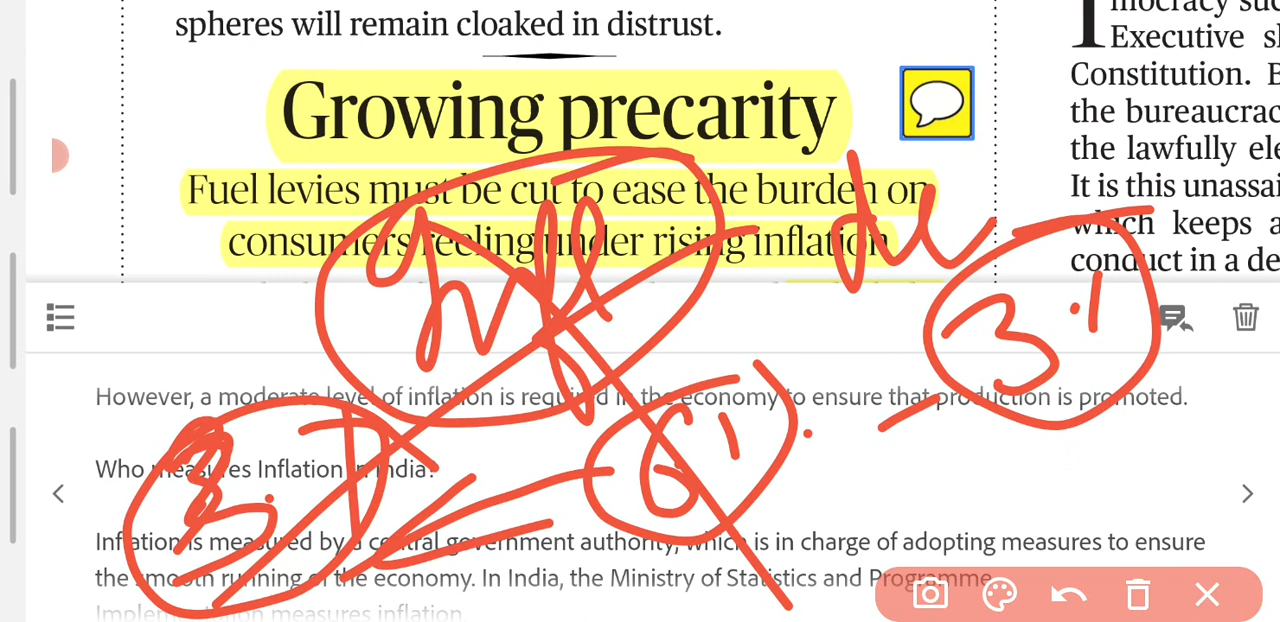 spheres will remain cloaked in distrust.
Growing precarity
Fuel levies must be cut to ease the burden on
consumers reeling under rising inflation
mocracy suc
Executive sh
Constitution. B
the bureaucrac
the lawfully ele
It is this unassai
which keeps a
conduct in a de
However, a moderate level of inflation is required in the economy to ensure that production is promoted.
Who measures Inflation in India?
Inflation is measured by a central government authority, which is in charge of adopting measures to ensure
the smooth running of the economy. In India, the Ministry of Statistics and Programme
Implementation measures inflation.